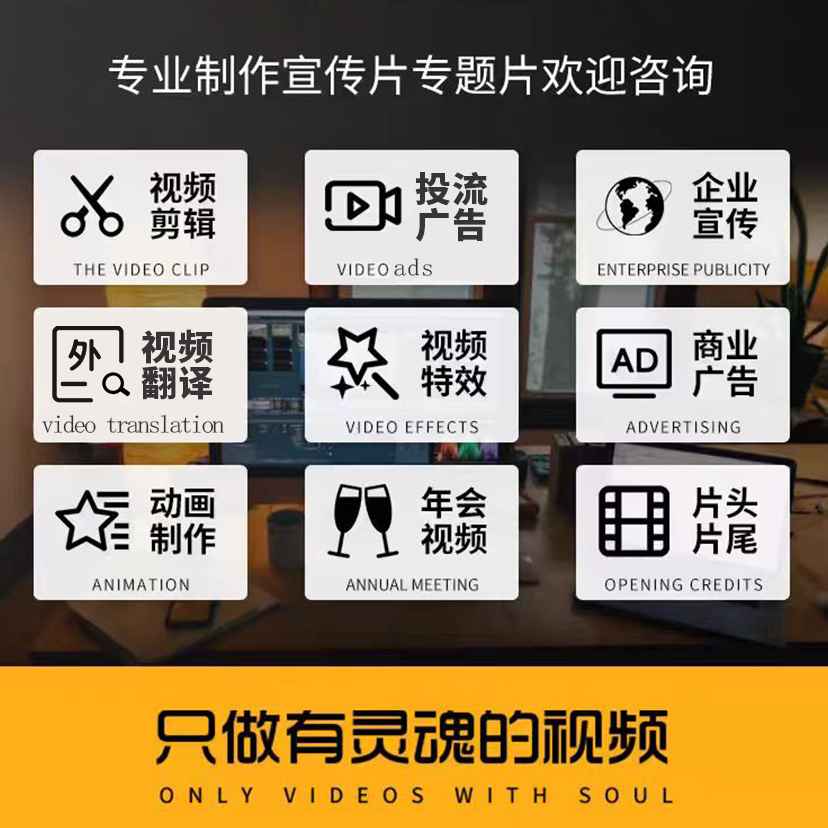 专业制作宣传片专题片欢迎咨询
视频
剪辑
THE VIDEO CLIP
投流
广告
VIDEO ads
企业
宣传
ENTERPRISE PUBLICITY
外
视频
翻译
video translation
视频
特效
VIDEO EFFECTS
AD
商业
广告
ADVERTISING
动画
制作
ANIMATION
年会
视频
ANNUAL MEETING
片头
片尾
OPENING CREDITS
只做有灵魂的视频
ONLY VIDEOS WITH SOUL